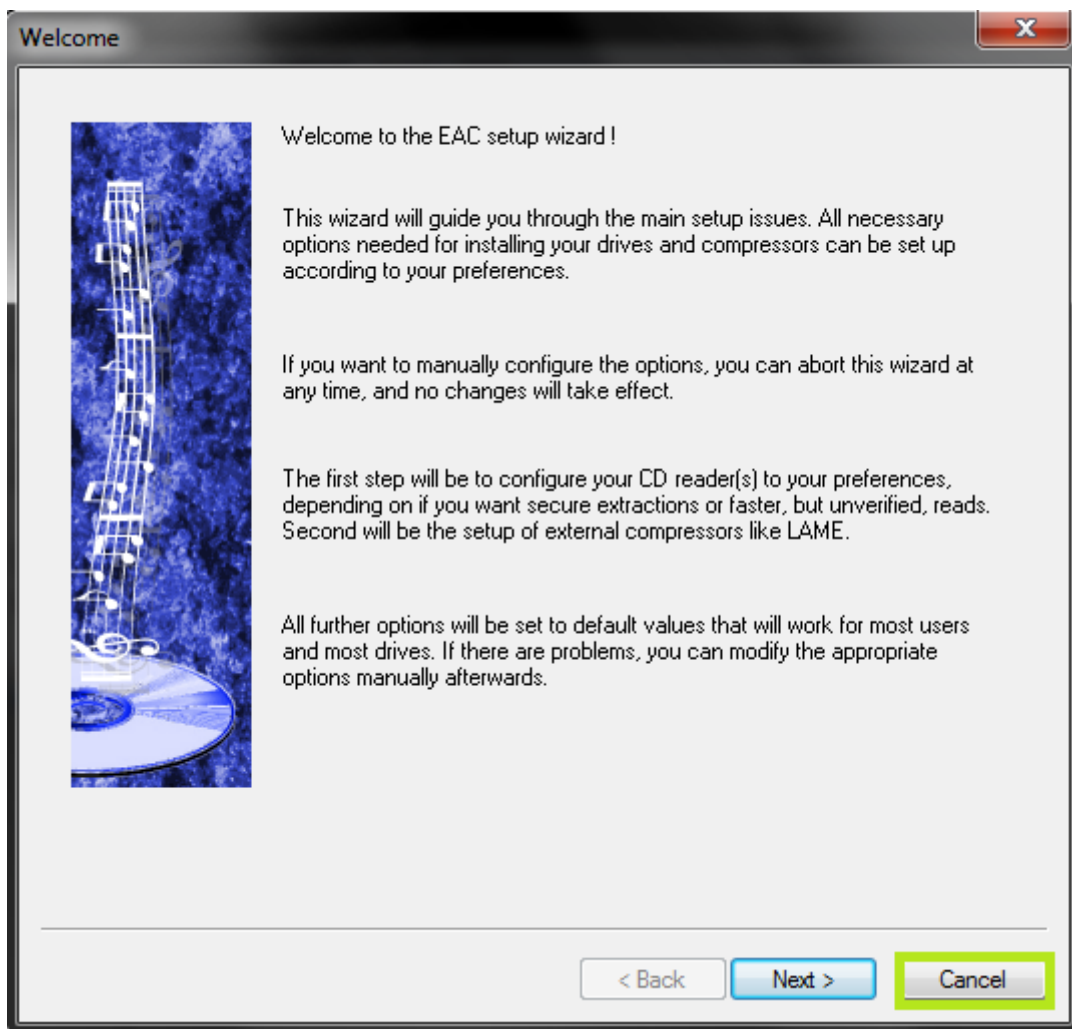 Welcome
Welcome to the EAC setup wizard !
This wizard will guide you through the main setup issues. All necessary
options needed for installing your drives and compressors can be set up
according to your preferences.
If you want to manually configure the options, you can abort this wizard at
any time, and no changes will take effect.
The first step will be to configure your CD reader(s) to your preferences,
depending on if you want secure extractions or faster, but unverified, reads.
Second will be the setup of external compressors like LAME.
All further options will be set to default values that will work for most users
and most drives. If there are problems, you can modify the appropriate
options manually afterwards.
< Back Next > Cancel